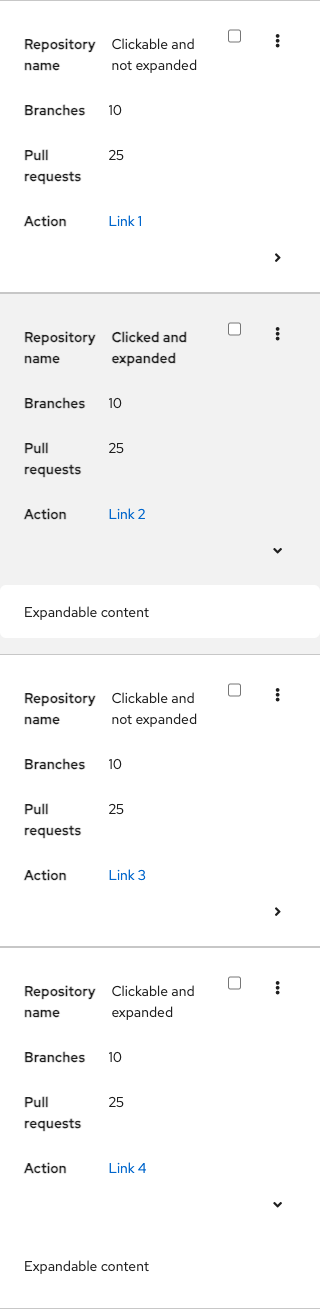 Repository name Clickable and not expanded
Branches 10
Pull requests 25
Action Link 1
Repository name Clicked and expanded
Branches 10
Pull requests 25
Action Link 2
Expandable content
Repository name Clickable and not expanded
Branches 10
Pull requests 25
Action Link 3
Repository name Clickable and expanded
Branches 10
Pull requests 25
Action Link 4
Expandable content